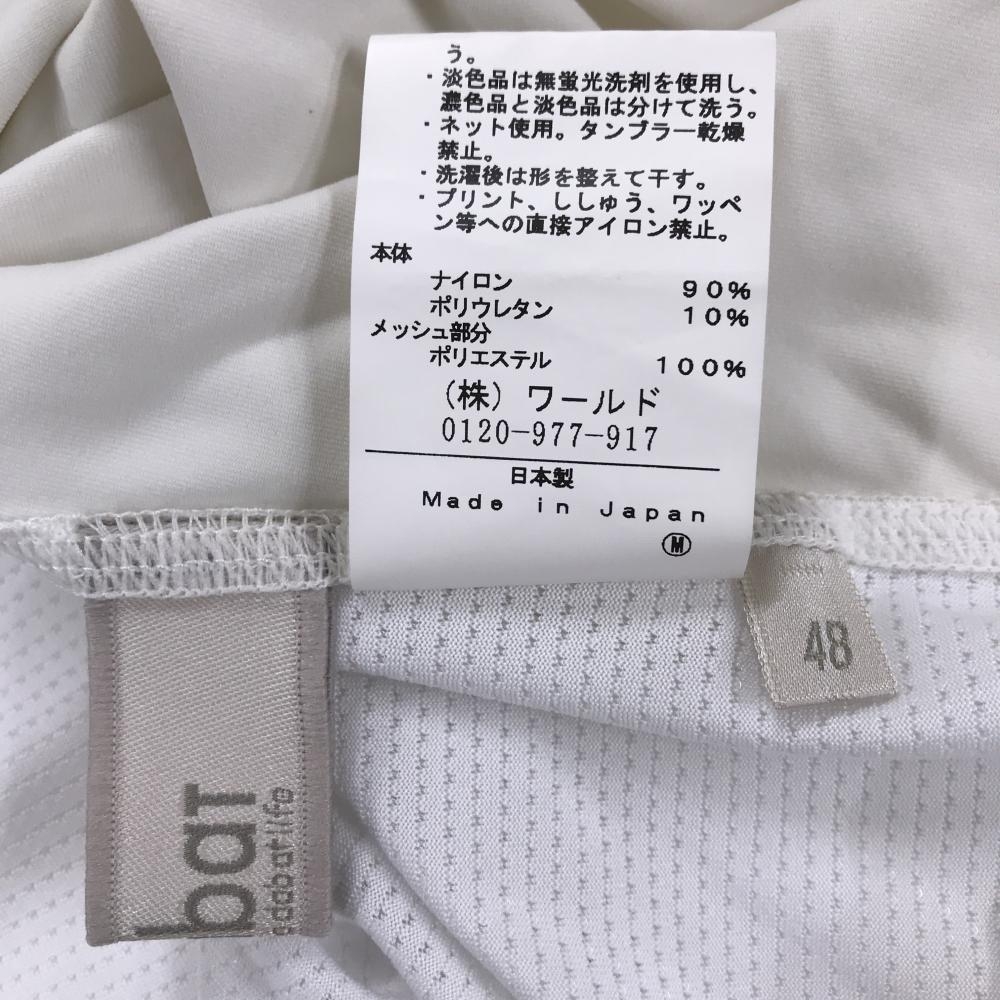 う。
・淡色品は無蛍光洗剤を使用し、
濃色品と淡色品は分けて洗う。
・ネット使用。タンブラー乾燥
禁止。
・洗濯後は形を整えて干す。
・プリント、ししゅう、ワッペ
ン等への直接アイロン禁止。
本体
ナイロン 90%
ポリウレタン 10%
メッシュ部分
ポリエステル 100%
(株)ワールド
0120-977-917
日本製
Made in Japan
M
48
bat